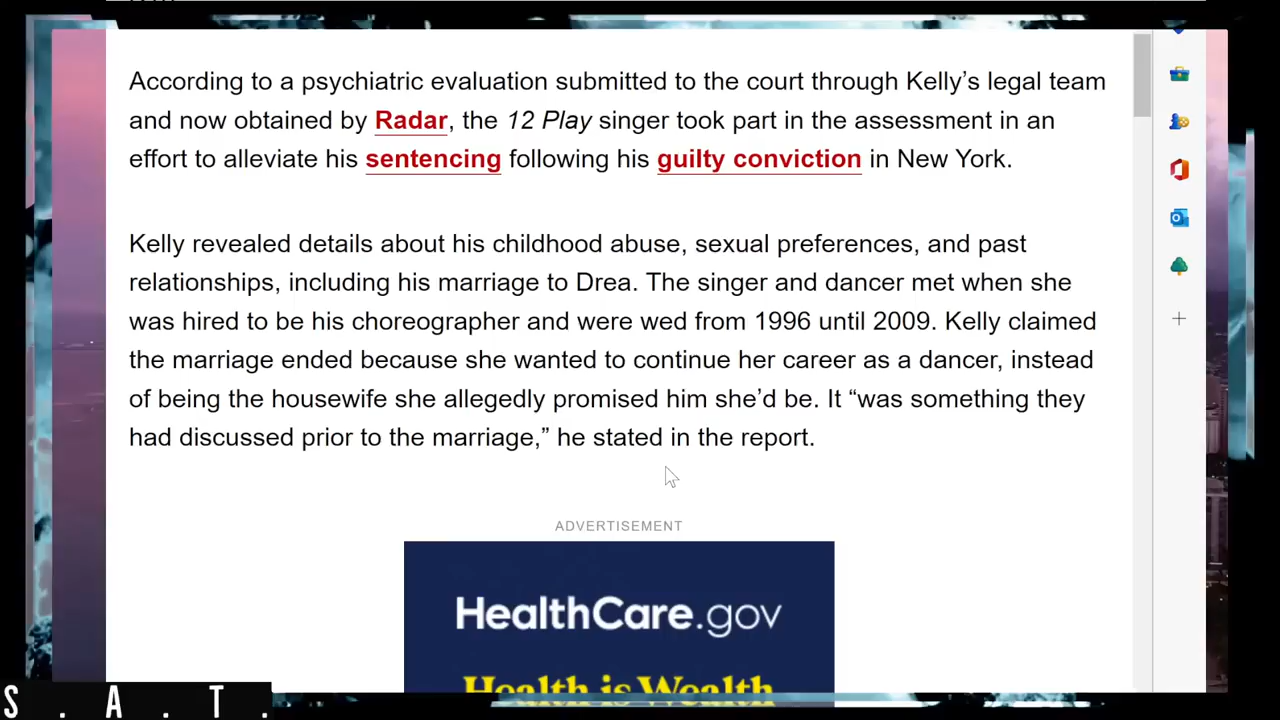 According to a psychiatric evaluation submitted to the court through Kelly’s legal team
and now obtained by Radar, the 12 Play singer took part in the assessment in an
effort to alleviate his sentencing following his guilty conviction in New York.
Kelly revealed details about his childhood abuse, sexual preferences, and past
relationships, including his marriage to Drea. The singer and dancer met when she
was hired to be his choreographer and were wed from 1996 until 2009. Kelly claimed
the marriage ended because she wanted to continue her career as a dancer, instead
of being the housewife she allegedly promised him she’d be. It “was something they
had discussed prior to the marriage,” he stated in the report.
ADVERTISEMENT
HealthCare.gov
Health is Wealth
S . A . T .